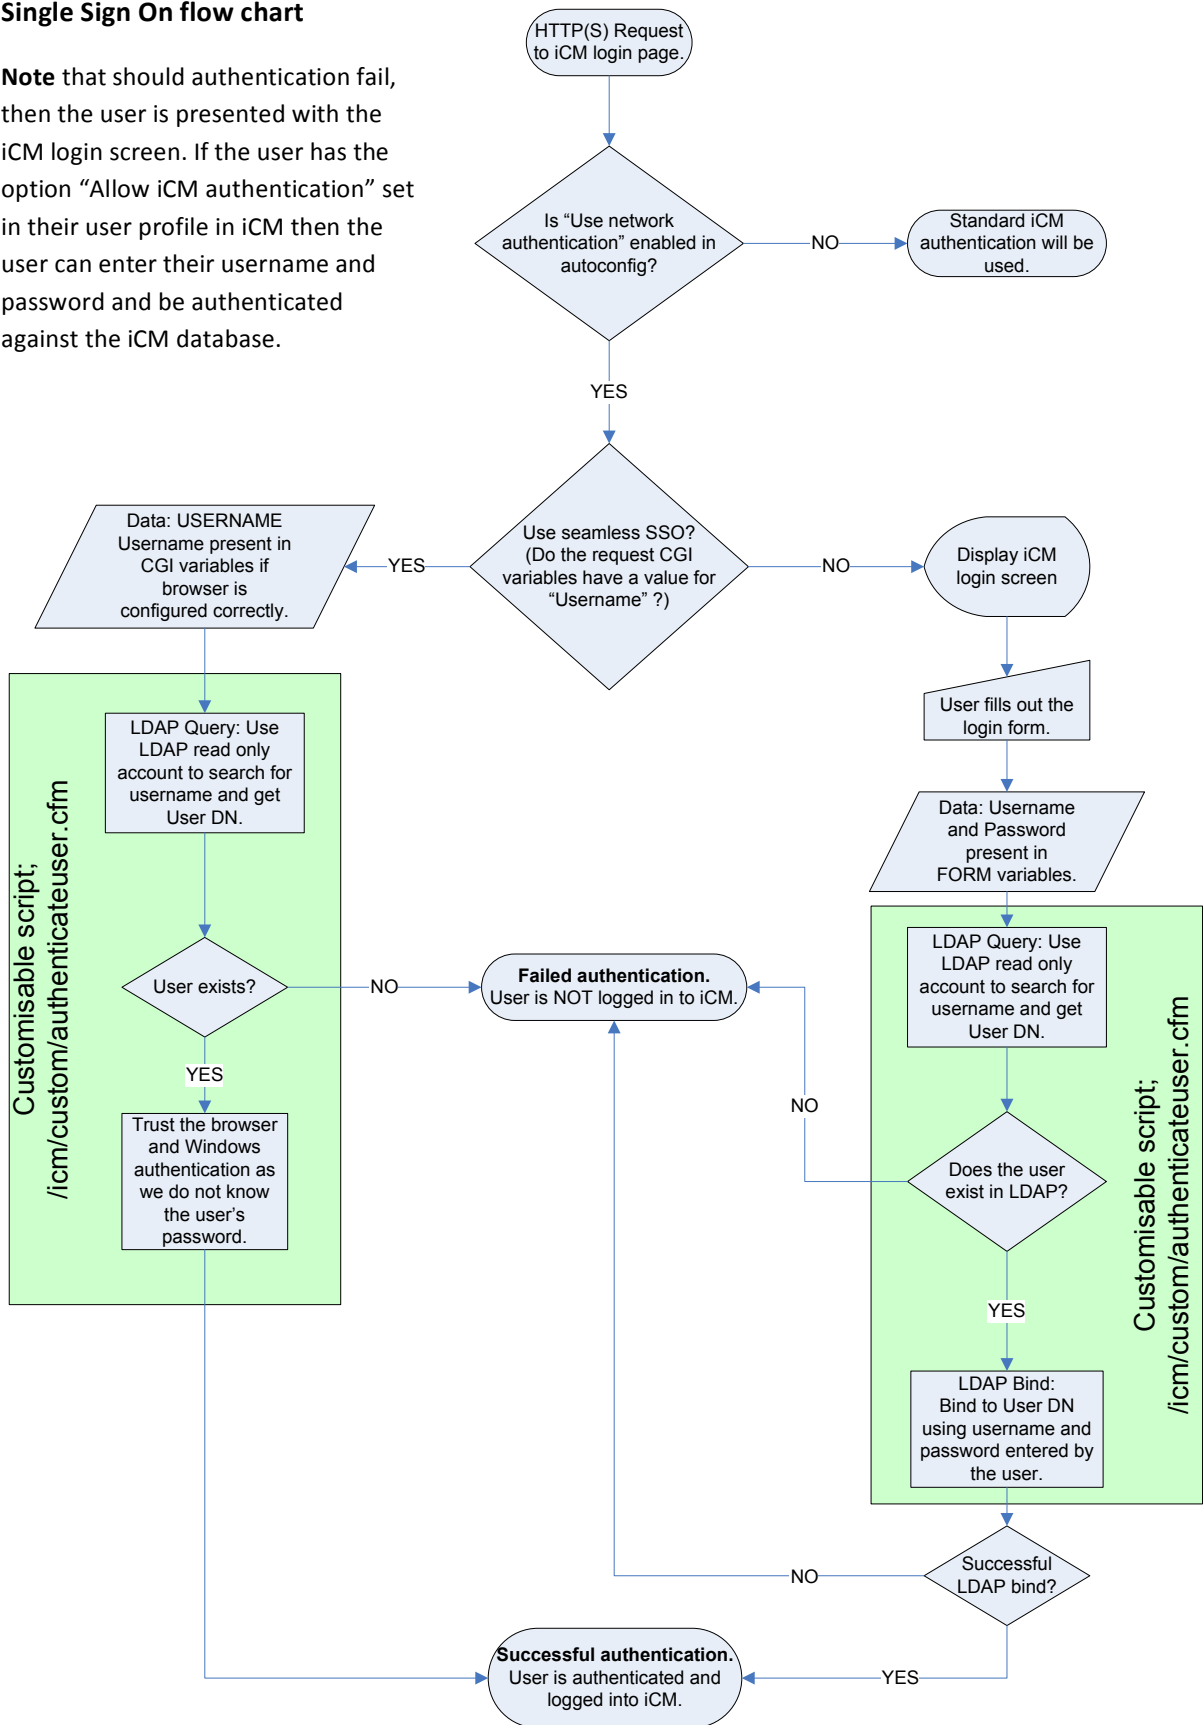 Single Sign On flow chart
Note that should authentication fail,
then the user is presented with the
iCM login screen. If the user has the
option “Allow iCM authentication” set
in their user profile in iCM then the
user can enter their username and
password and be authenticated
against the iCM database.
HTTP(S) Request
to iCM login page.
Is “Use network
authentication” enabled in
autoconfig?
NO
Standard iCM
authentication will be
used.
YES
Use seamless SSO?
(Do the request CGI
variables have a value for
“Username” ?)
YES
Data: USERNAME
Username present in
CGI variables if
browser is
configured correctly.
NO
Display iCM
login screen
User fills out the
login form.
Data: Username
and Password
present in
FORM variables.
Customisable script;
/icm/custom/authenticateuser.cfm
LDAP Query: Use
LDAP read only
account to search for
username and get
User DN.
User exists?
NO
YES
Trust the browser
and Windows
authentication as
we do not know
the user’s
password.
Failed authentication.
User is NOT logged in to iCM.
Customisable script;
/icm/custom/authenticateuser.cfm
LDAP Query: Use
LDAP read only
account to search for
username and get
User DN.
NO
Does the user
exist in LDAP?
YES
LDAP Bind:
Bind to User DN
using username and
password entered by
the user.
Successful
LDAP bind?
NO
YES
Successful authentication.
User is authenticated and
logged into iCM.